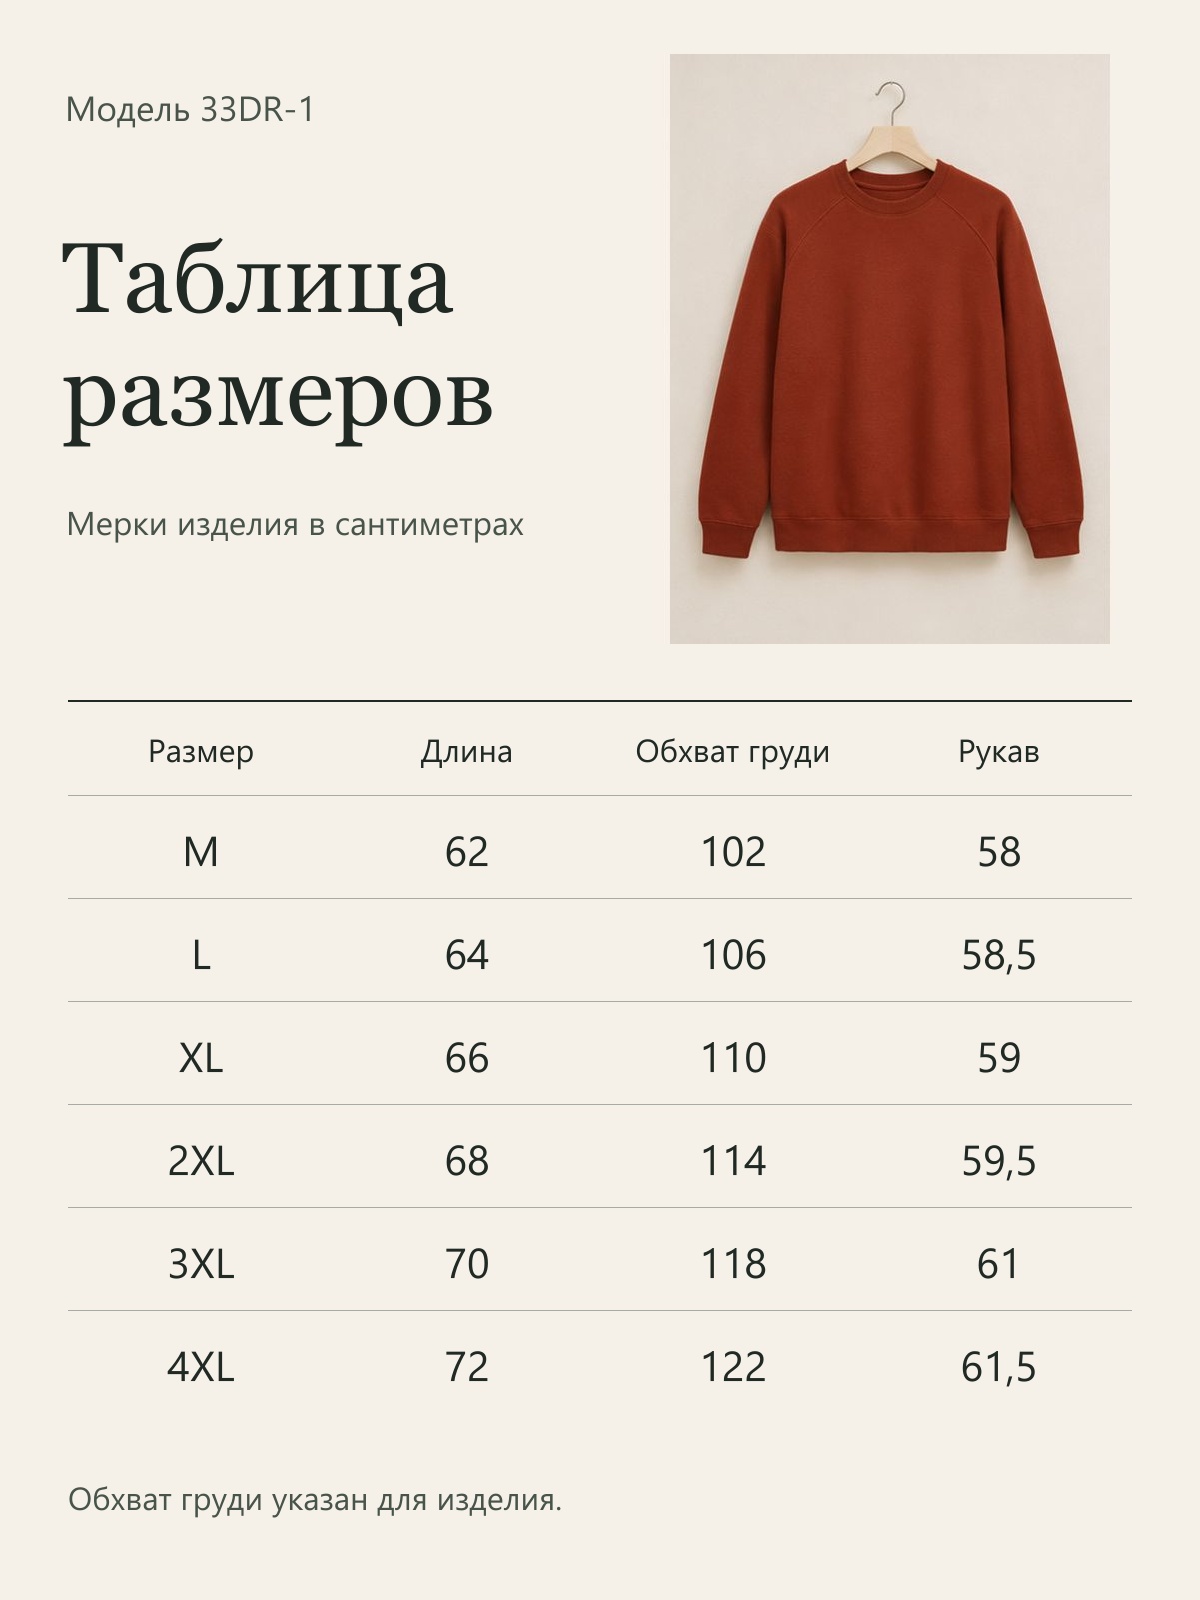 Модель 33DR-1
Таблица
размеров
Мерки изделия в сантиметрах
Размер Длина Обхват груди Рукав
M 62 102 58
L 64 106 58,5
XL 66 110 59
2XL 68 114 59,5
3XL 70 118 61
4XL 72 122 61,5
Обхват груди указан для изделия.